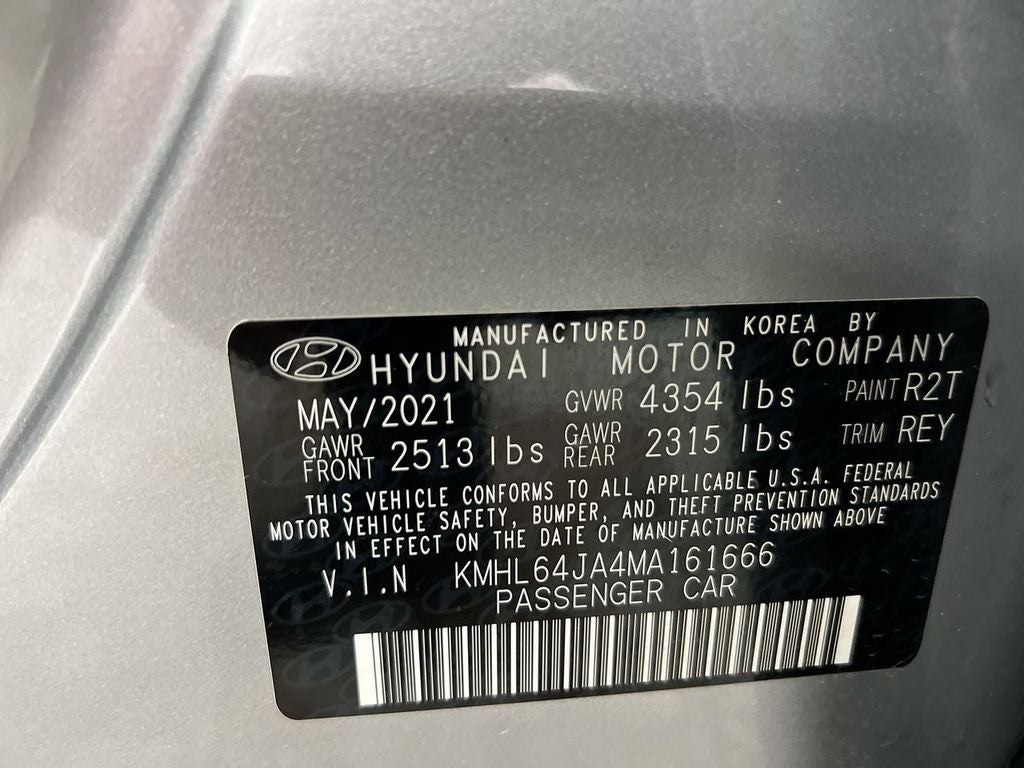 MANUFACTURED IN KOREA BY
HYUNDAI MOTOR COMPANY
MAY/2021 GVWR 4354 lbs PAINT R2T
GAWR FRONT 2513 lbs GAWR REAR 2315 lbs TRIM REY
THIS VEHICLE CONFORMS TO ALL APPLICABLE U.S.A. FEDERAL
MOTOR VEHICLE SAFETY, BUMPER, AND THEFT PREVENTION STANDARDS
IN EFFECT ON THE DATE OF MANUFACTURE SHOWN ABOVE
V.I.N KMHL64JA4MA161666
PASSENGER CAR